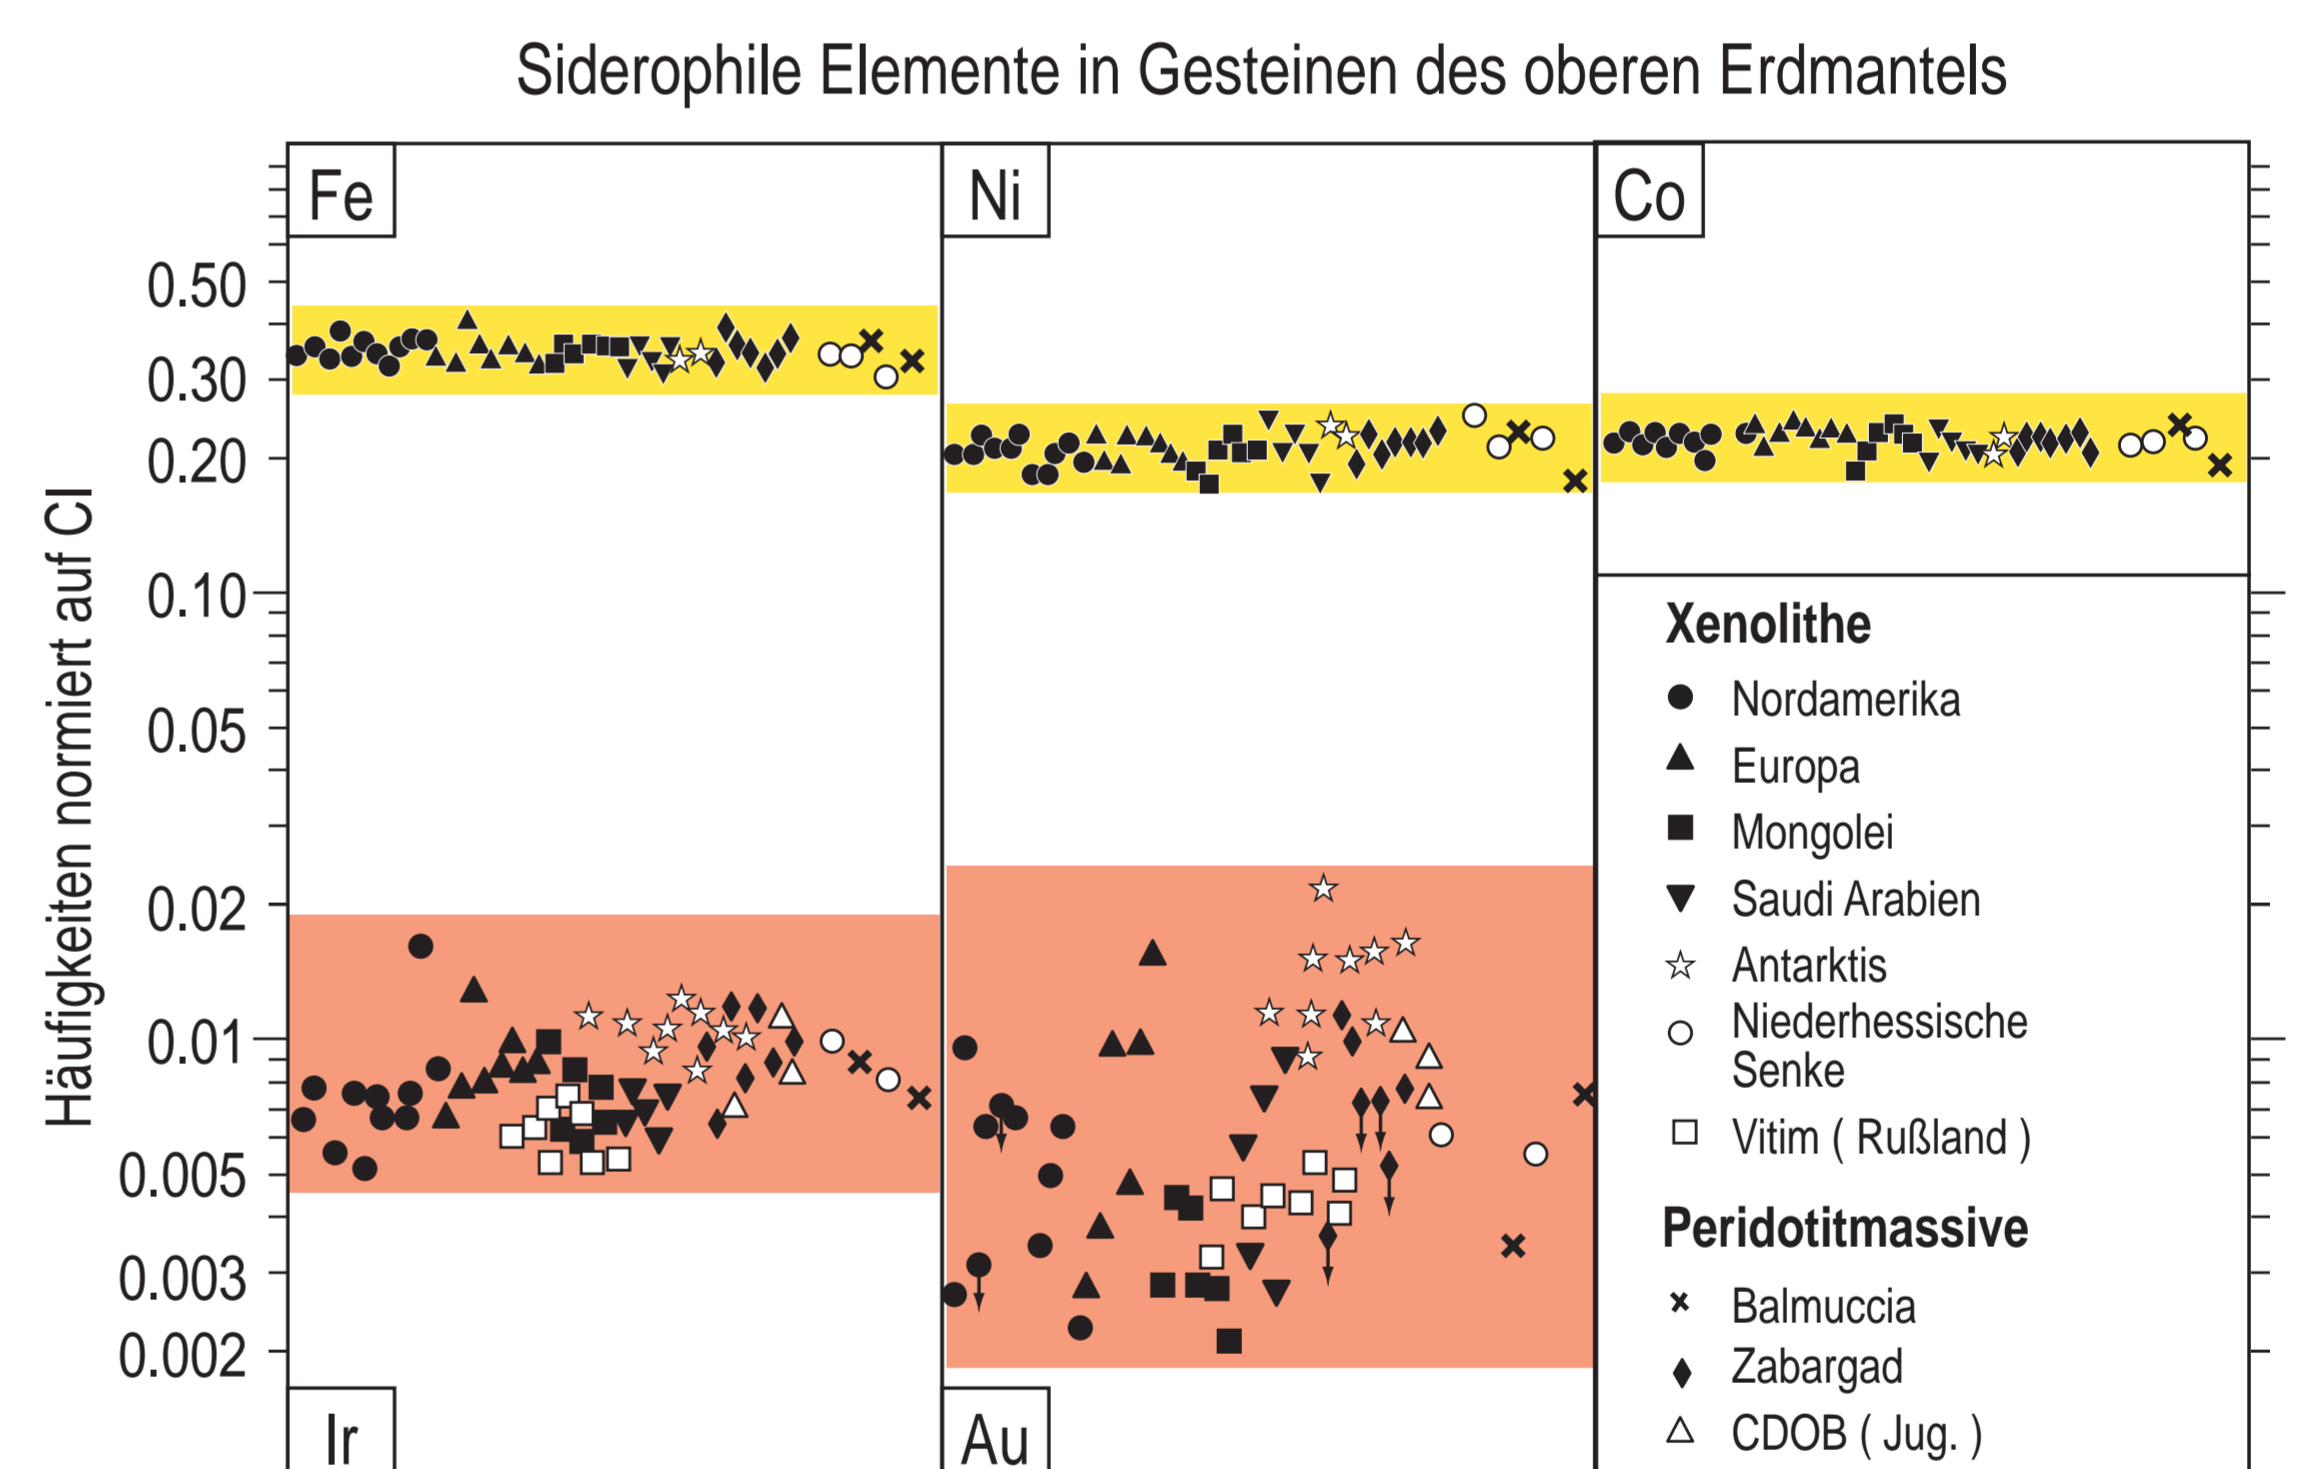 Siderophile Elemente in Gesteinen des oberen Erdmantels
Fe
Ni
Co
Häufigkeiten normiert auf CI
0.50
0.30
0.20
0.10
0.05
0.02
0.01
0.005
0.003
0.002
Ir
Au
Xenolithe
Nordamerika
Europa
Mongolei
Saudi Arabien
Antarktis
Niederhessische
Senke
Vitim ( Rußland )
Peridotitmassive
Balmuccia
Zabargad
CDOB ( Jug. )